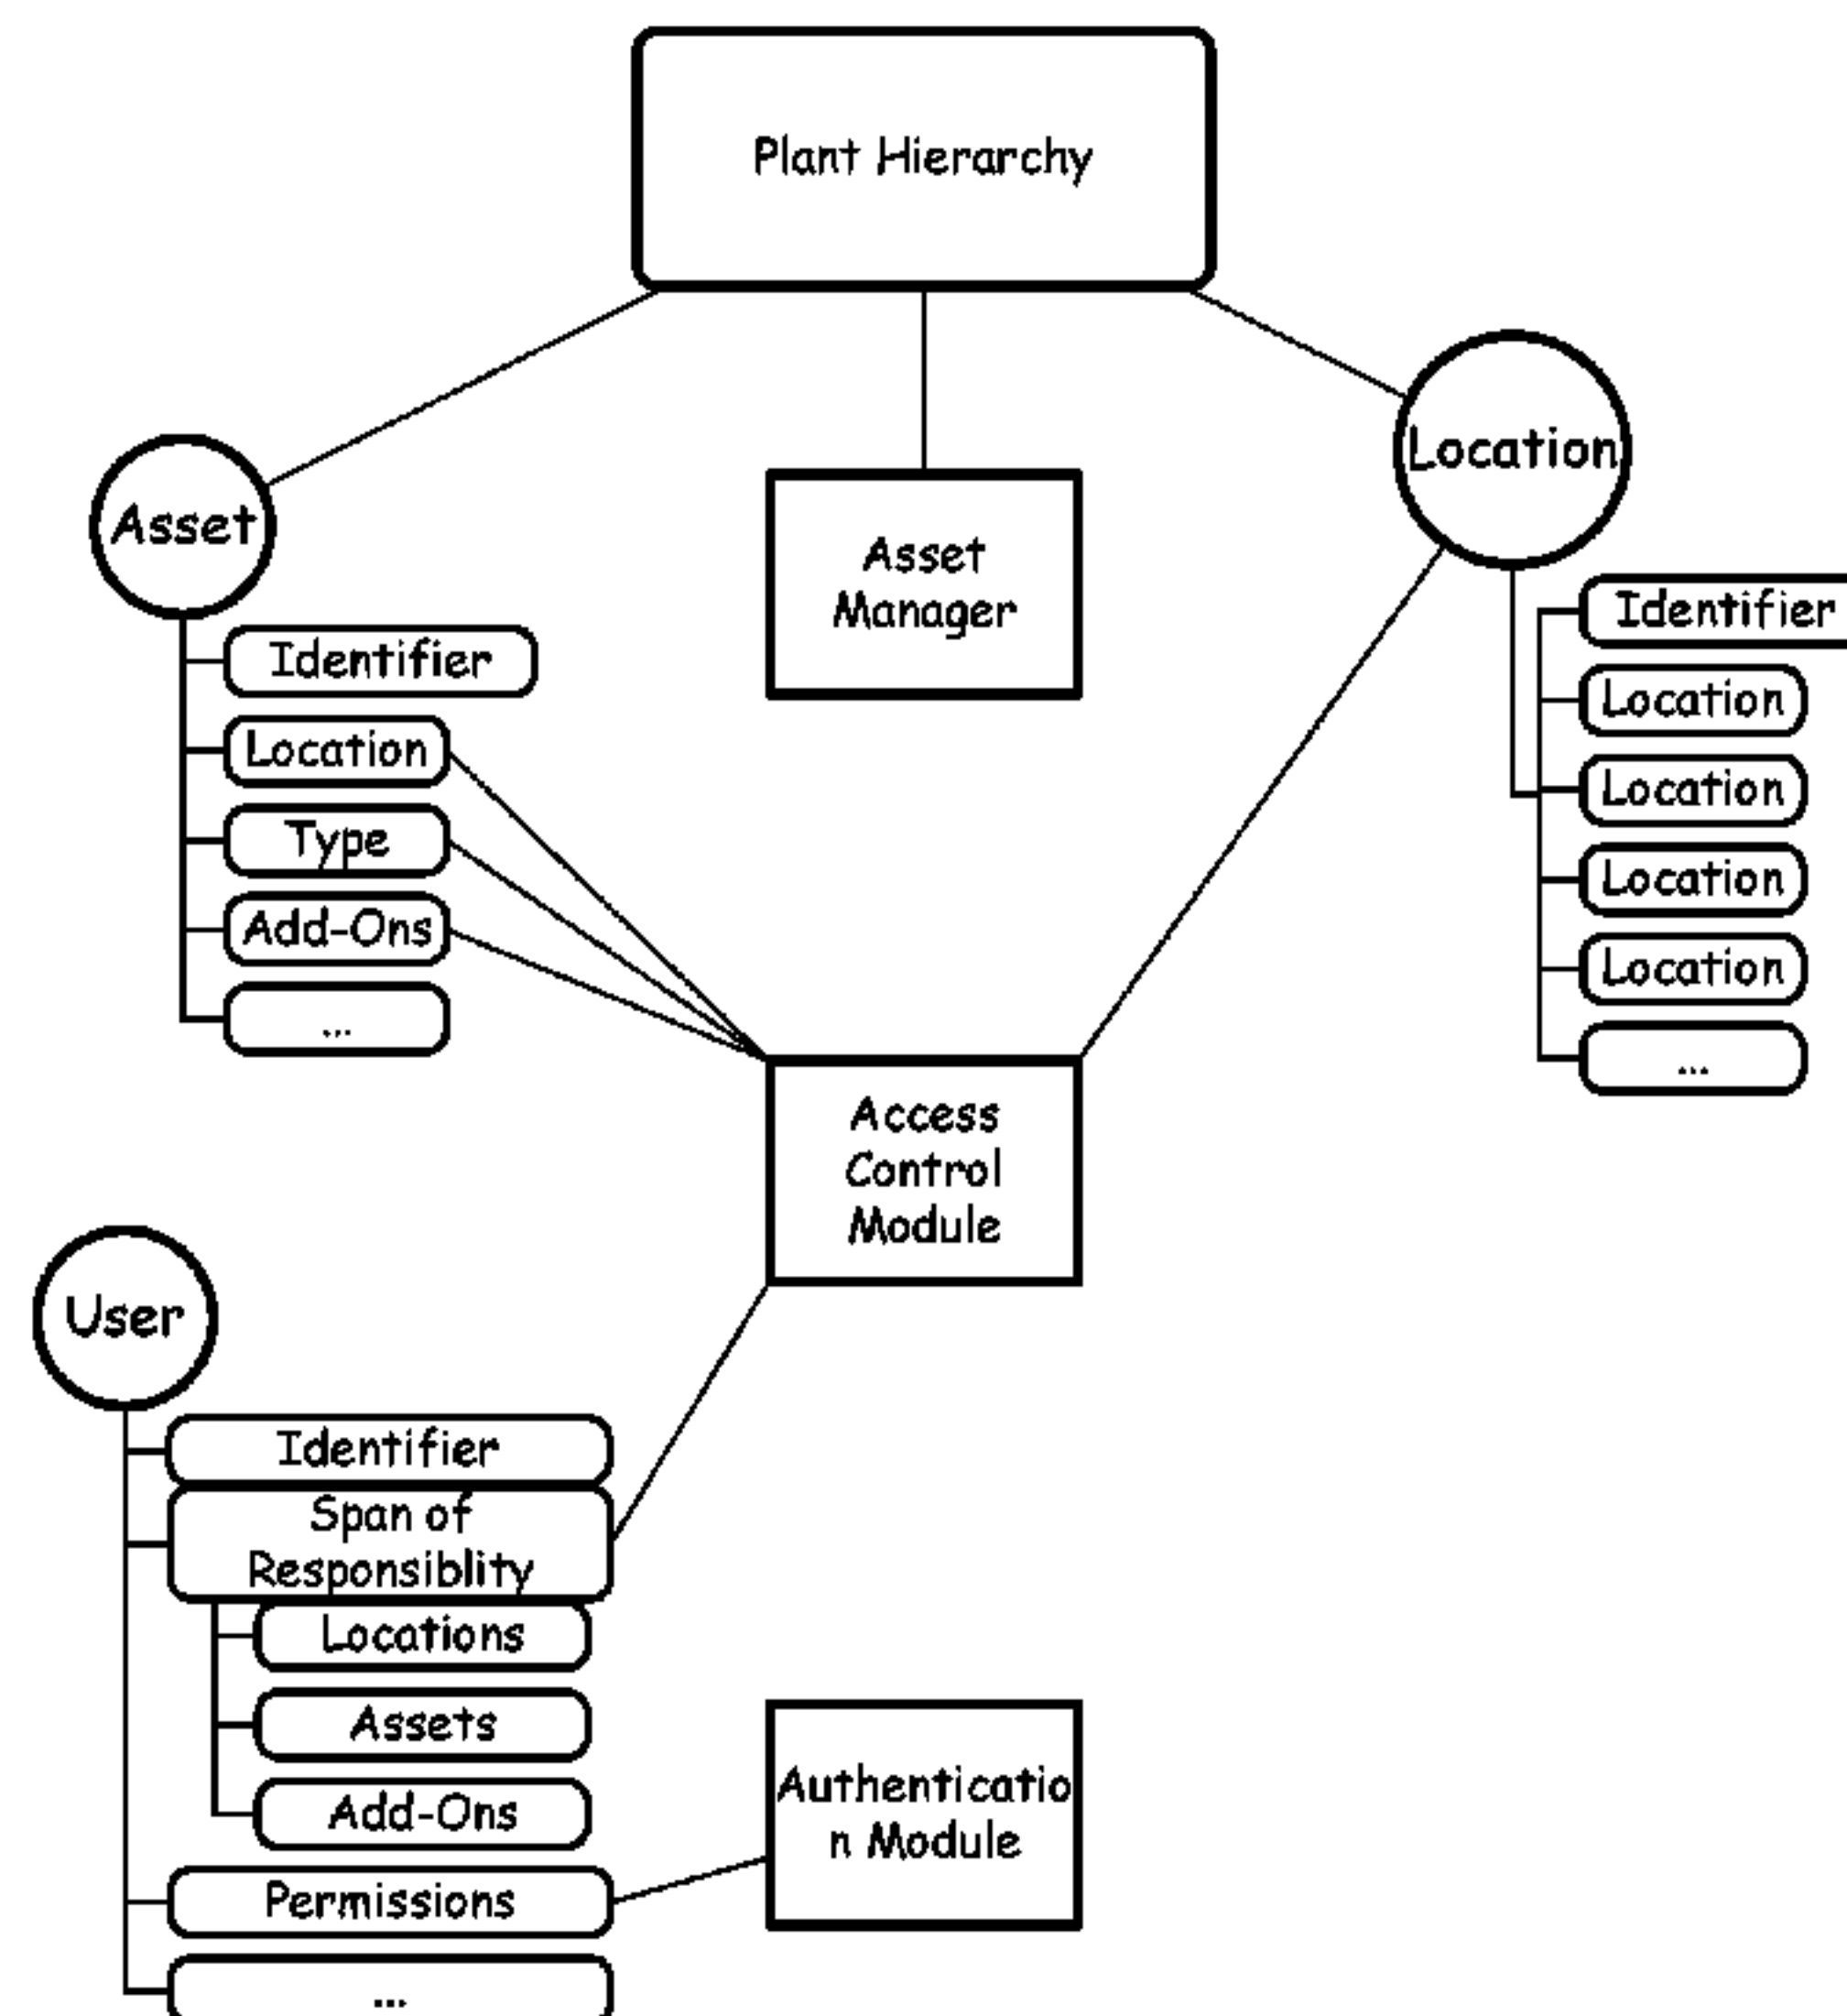 Plant Hierarchy
Asset
Identifier
Location
Type
Add-Ons
...
Asset
Manager
Location
Identifier
Location
Location
Location
Location
...
Access
Control
Module
User
Identifier
Span of
Responsiblity
Locations
Assets
Add-Ons
Permissions
...
Authenticatio
n Module